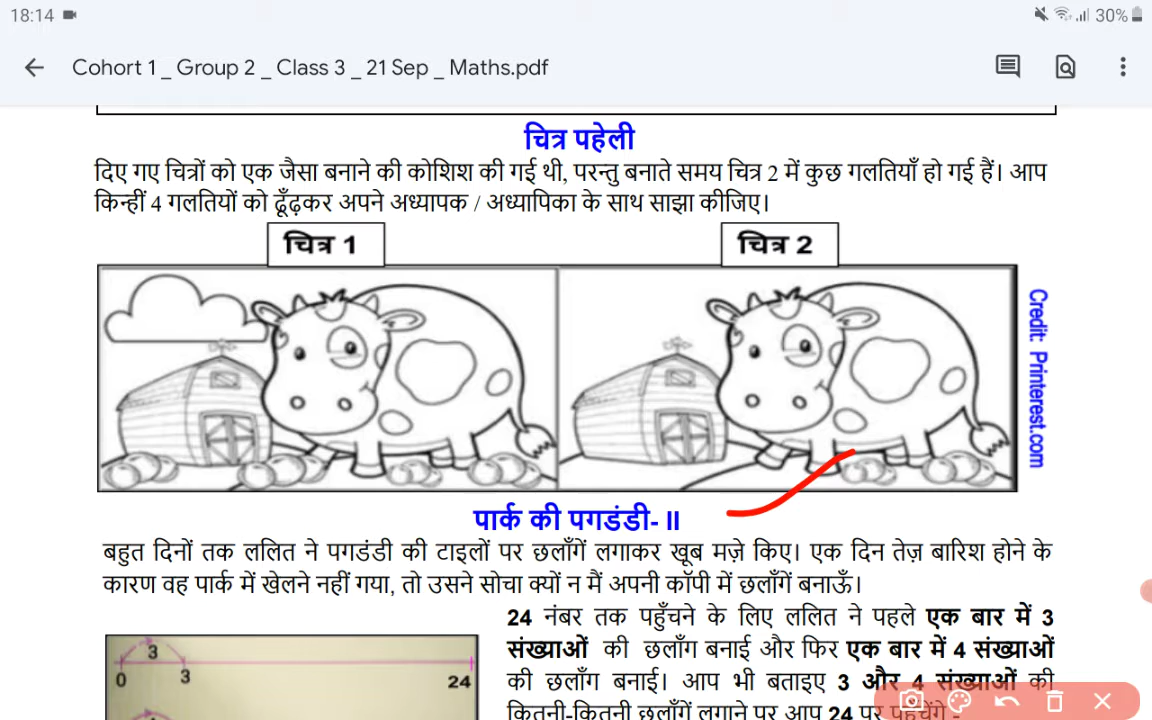 18:14
30%
Cohort 1 _ Group 2 _ Class 3 _ 21 Sep _ Maths.pdf
चित्र पहेली
दिए गए चित्रों को एक जैसा बनाने की कोशिश की गई थी, परन्तु बनाते समय चित्र 2 में कुछ गलतियाँ हो गई हैं। आप
किन्हीं 4 गलतियों को ढूँढ़कर अपने अध्यापक / अध्यापिका के साथ साझा कीजिए।
चित्र 1
चित्र 2
Credit: Printerest.com
पार्क की पगडंडी- II
बहुत दिनों तक ललित ने पगडंडी की टाइलों पर छलाँगें लगाकर खूब मज़े किए। एक दिन तेज़ बारिश होने के
कारण वह पार्क में खेलने नहीं गया, तो उसने सोचा क्यों न मैं अपनी कॉपी में छलाँगें बनाऊँ।
24 नंबर तक पहुँचने के लिए ललित ने पहले एक बार में 3
संख्याओं की छलाँग बनाई और फिर एक बार में 4 संख्याओं
की छलाँग बनाई। आप भी बताइए 3 और 4 संख्याओं की
कितनी-कितनी छलाँगें लगाने पर आप 24 पर पहुंचेंगे -
3
0
3
24